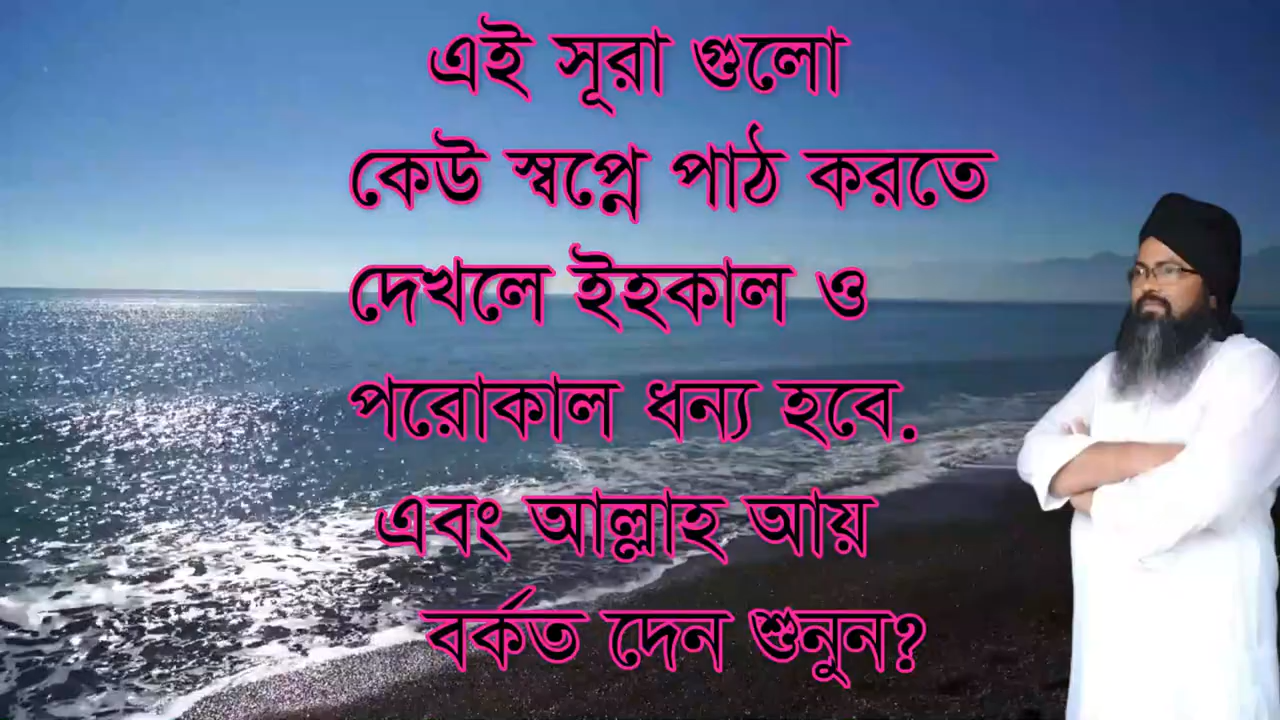 এই সূরা গুলো
কেউ স্বপ্নে পাঠ করতে
দেখলে ইহকাল ও
পরোকাল ধন্য হবে.
এবং আল্লাহ আয়
বর্কত দেন শুনুন?